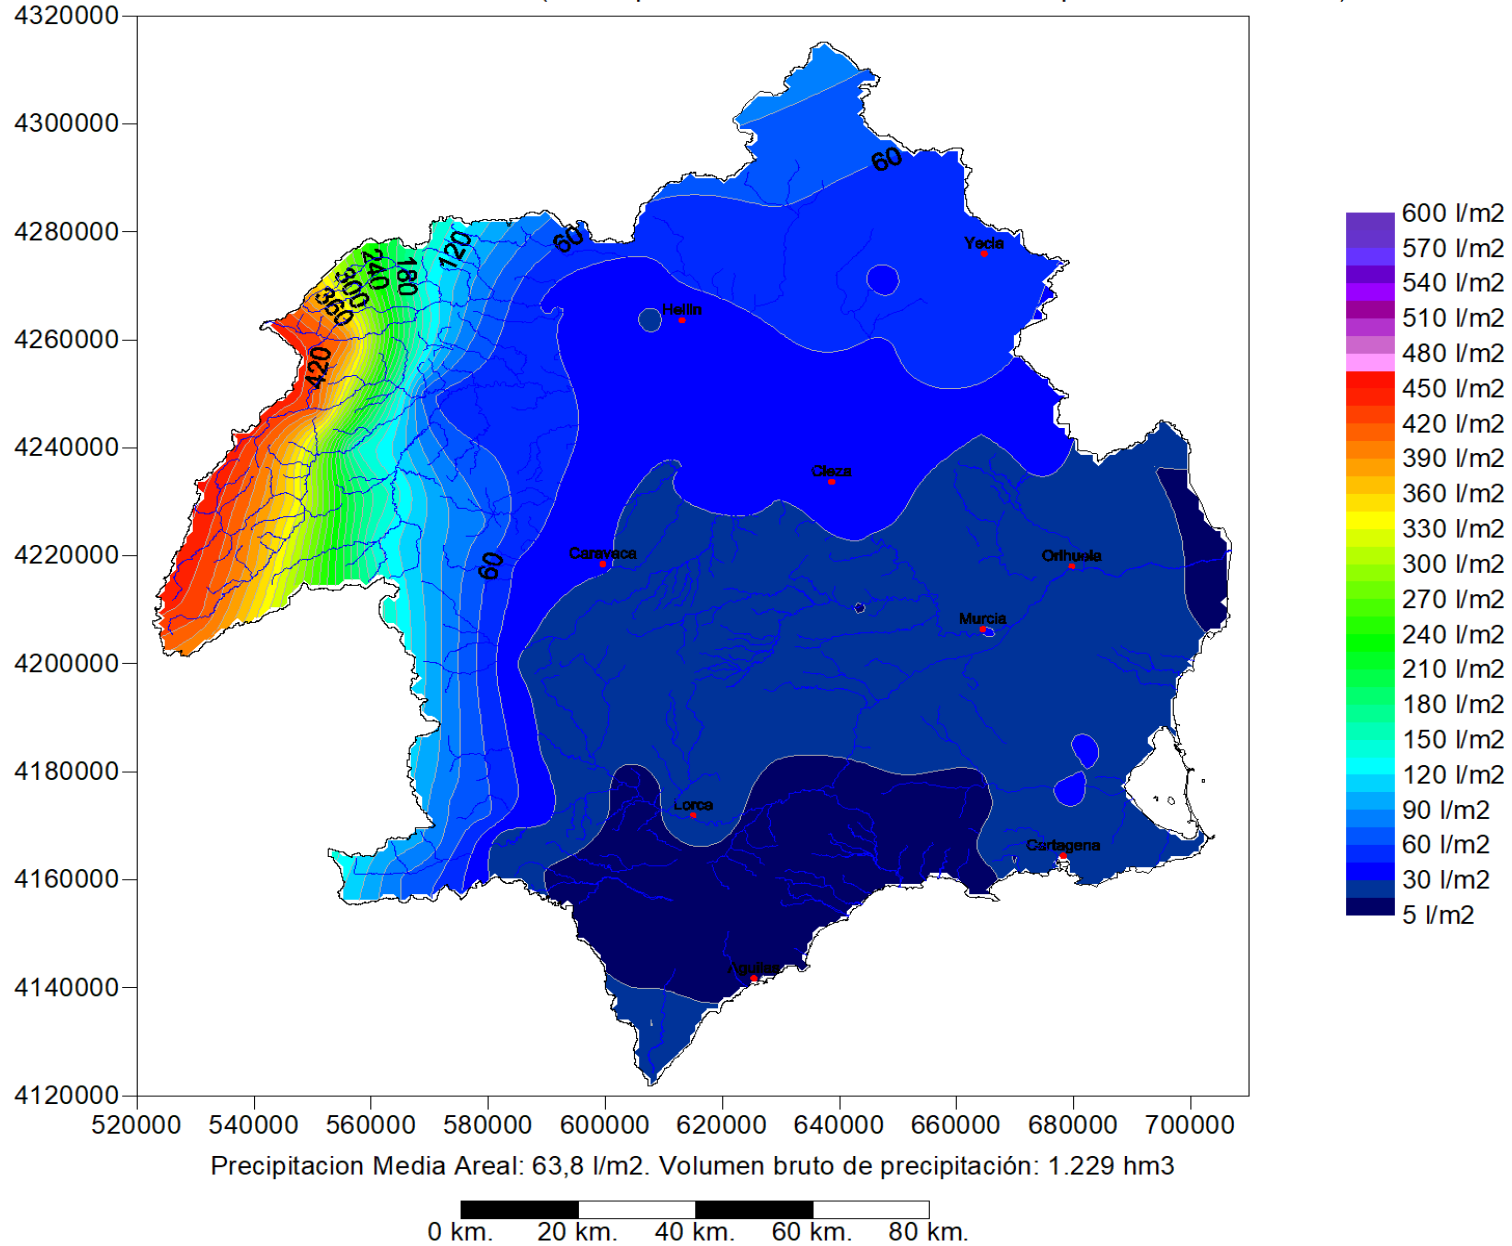 4320000
4300000
4280000
4260000
4240000
4220000
4200000
4180000
4160000
4140000
4120000
520000 540000 560000 580000 600000 620000 640000 660000 680000 700000
60
Yecla
60
120
180
240
300
360
420
Hellin
Cieza
60
Caravaca
Orihuela
Murcia
Lorca
Cartagena
Aguilas
600 l/m2
570 l/m2
540 l/m2
510 l/m2
480 l/m2
450 l/m2
420 l/m2
390 l/m2
360 l/m2
330 l/m2
300 l/m2
270 l/m2
240 l/m2
210 l/m2
180 l/m2
150 l/m2
120 l/m2
90 l/m2
60 l/m2
30 l/m2
5 l/m2
Precipitacion Media Areal: 63,8 l/m2. Volumen bruto de precipitación: 1.229 hm3
0 km. 20 km. 40 km. 60 km. 80 km.